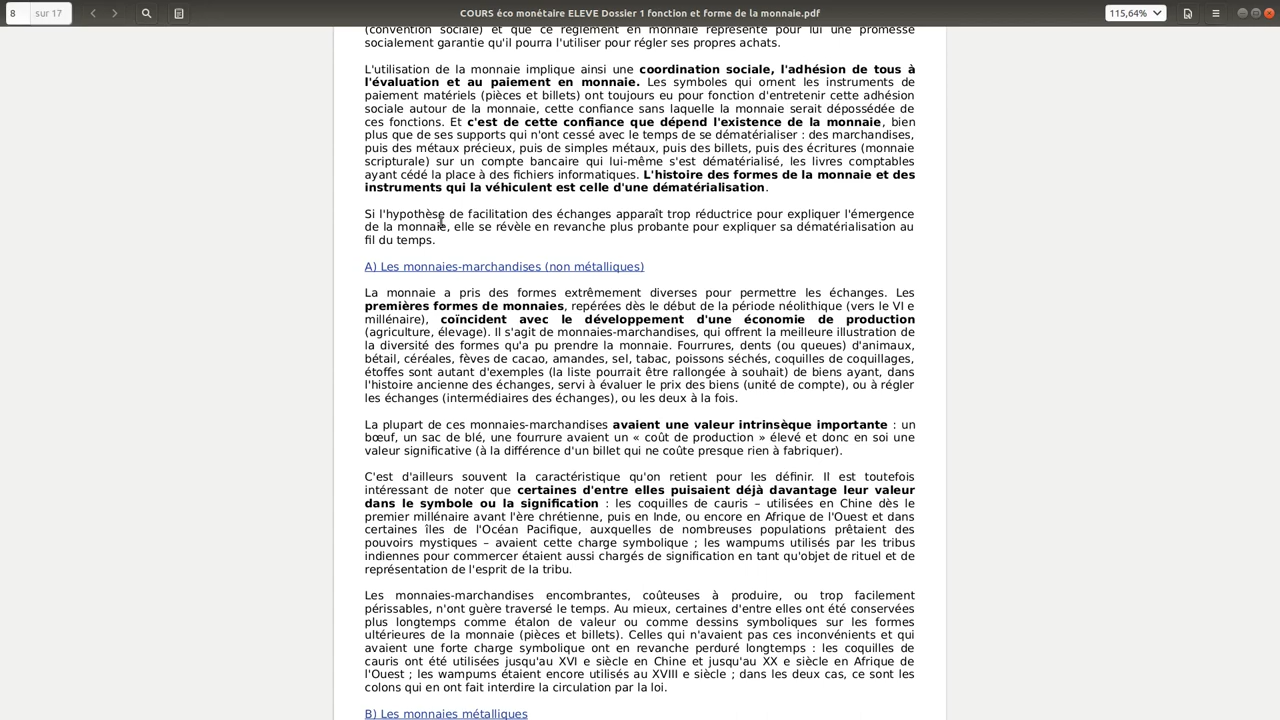 8 sur 17 COURS éco monétaire ELEVE Dossier 1 fonction et forme de la monnaie.pdf 115,64%
(convention sociale) et que ce règlement en monnaie représente pour lui une promesse
socialement garantie qu'il pourra l'utiliser pour régler ses propres achats.
L'utilisation de la monnaie implique ainsi une coordination sociale, l'adhésion de tous à
l'évaluation et au paiement en monnaie. Les symboles qui ornent les instruments de
paiement matériels (pièces et billets) ont toujours eu pour fonction d'entretenir cette adhésion
sociale autour de la monnaie, cette confiance sans laquelle la monnaie serait dépossédée de
ces fonctions. Et c'est de cette confiance que dépend l'existence de la monnaie, bien
plus que de ses supports qui n'ont cessé avec le temps de se dématérialiser : des marchandises,
puis des métaux précieux, puis de simples métaux, puis des billets, puis des écritures (monnaie
scripturale) sur un compte bancaire qui lui-même s'est dématérialisé, les livres comptables
ayant cédé la place à des fichiers informatiques. L'histoire des formes de la monnaie et des
instruments qui la véhiculent est celle d'une dématérialisation.
Si l'hypothèse de facilitation des échanges apparaît trop réductrice pour expliquer l'émergence
de la monnaie, elle se révèle en revanche plus probante pour expliquer sa dématérialisation au
fil du temps.
A) Les monnaies-marchandises (non métalliques)
La monnaie a pris des formes extrêmement diverses pour permettre les échanges. Les
premières formes de monnaies, repérées dès le début de la période néolithique (vers le VI e
millénaire), coïncident avec le développement d'une économie de production
(agriculture, élevage). Il s'agit de monnaies-marchandises, qui offrent la meilleure illustration de
la diversité des formes qu'a pu prendre la monnaie. Fourrures, dents (ou queues) d'animaux,
bétail, céréales, fèves de cacao, amandes, sel, tabac, poissons séchés, coquilles de coquillages,
étoffes sont autant d'exemples (la liste pourrait être rallongée à souhait) de biens ayant, dans
l'histoire ancienne des échanges, servi à évaluer le prix des biens (unité de compte), ou à régler
les échanges (intermédiaires des échanges), ou les deux à la fois.
La plupart de ces monnaies-marchandises avaient une valeur intrinsèque importante : un
bœuf, un sac de blé, une fourrure avaient un « coût de production » élevé et donc en soi une
valeur significative (à la différence d'un billet qui ne coûte presque rien à fabriquer).
C'est d'ailleurs souvent la caractéristique qu'on retient pour les définir. Il est toutefois
intéressant de noter que certaines d'entre elles puisaient déjà davantage leur valeur
dans le symbole ou la signification : les coquilles de cauris – utilisées en Chine dès le
premier millénaire avant l'ère chrétienne, puis en Inde, ou encore en Afrique de l'Ouest et dans
certaines îles de l'Océan Pacifique, auxquelles de nombreuses populations prêtaient des
pouvoirs mystiques – avaient cette charge symbolique ; les wampums utilisés par les tribus
indiennes pour commercer étaient aussi chargés de signification en tant qu'objet de rituel et de
représentation de l'esprit de la tribu.
Les monnaies-marchandises encombrantes, coûteuses à produire, ou trop facilement
périssables, n'ont guère traversé le temps. Au mieux, certaines d'entre elles ont été conservées
plus longtemps comme étalon de valeur ou comme dessins symboliques sur les formes
ultérieures de la monnaie (pièces et billets). Celles qui n'avaient pas ces inconvénients et qui
avaient une forte charge symbolique ont en revanche perduré longtemps : les coquilles de
cauris ont été utilisées jusqu'au XVI e siècle en Chine et jusqu'au XX e siècle en Afrique de
l'Ouest ; les wampums étaient encore utilisés au XVIII e siècle ; dans les deux cas, ce sont les
colons qui en ont fait interdire la circulation par la loi.
B) Les monnaies métalliques